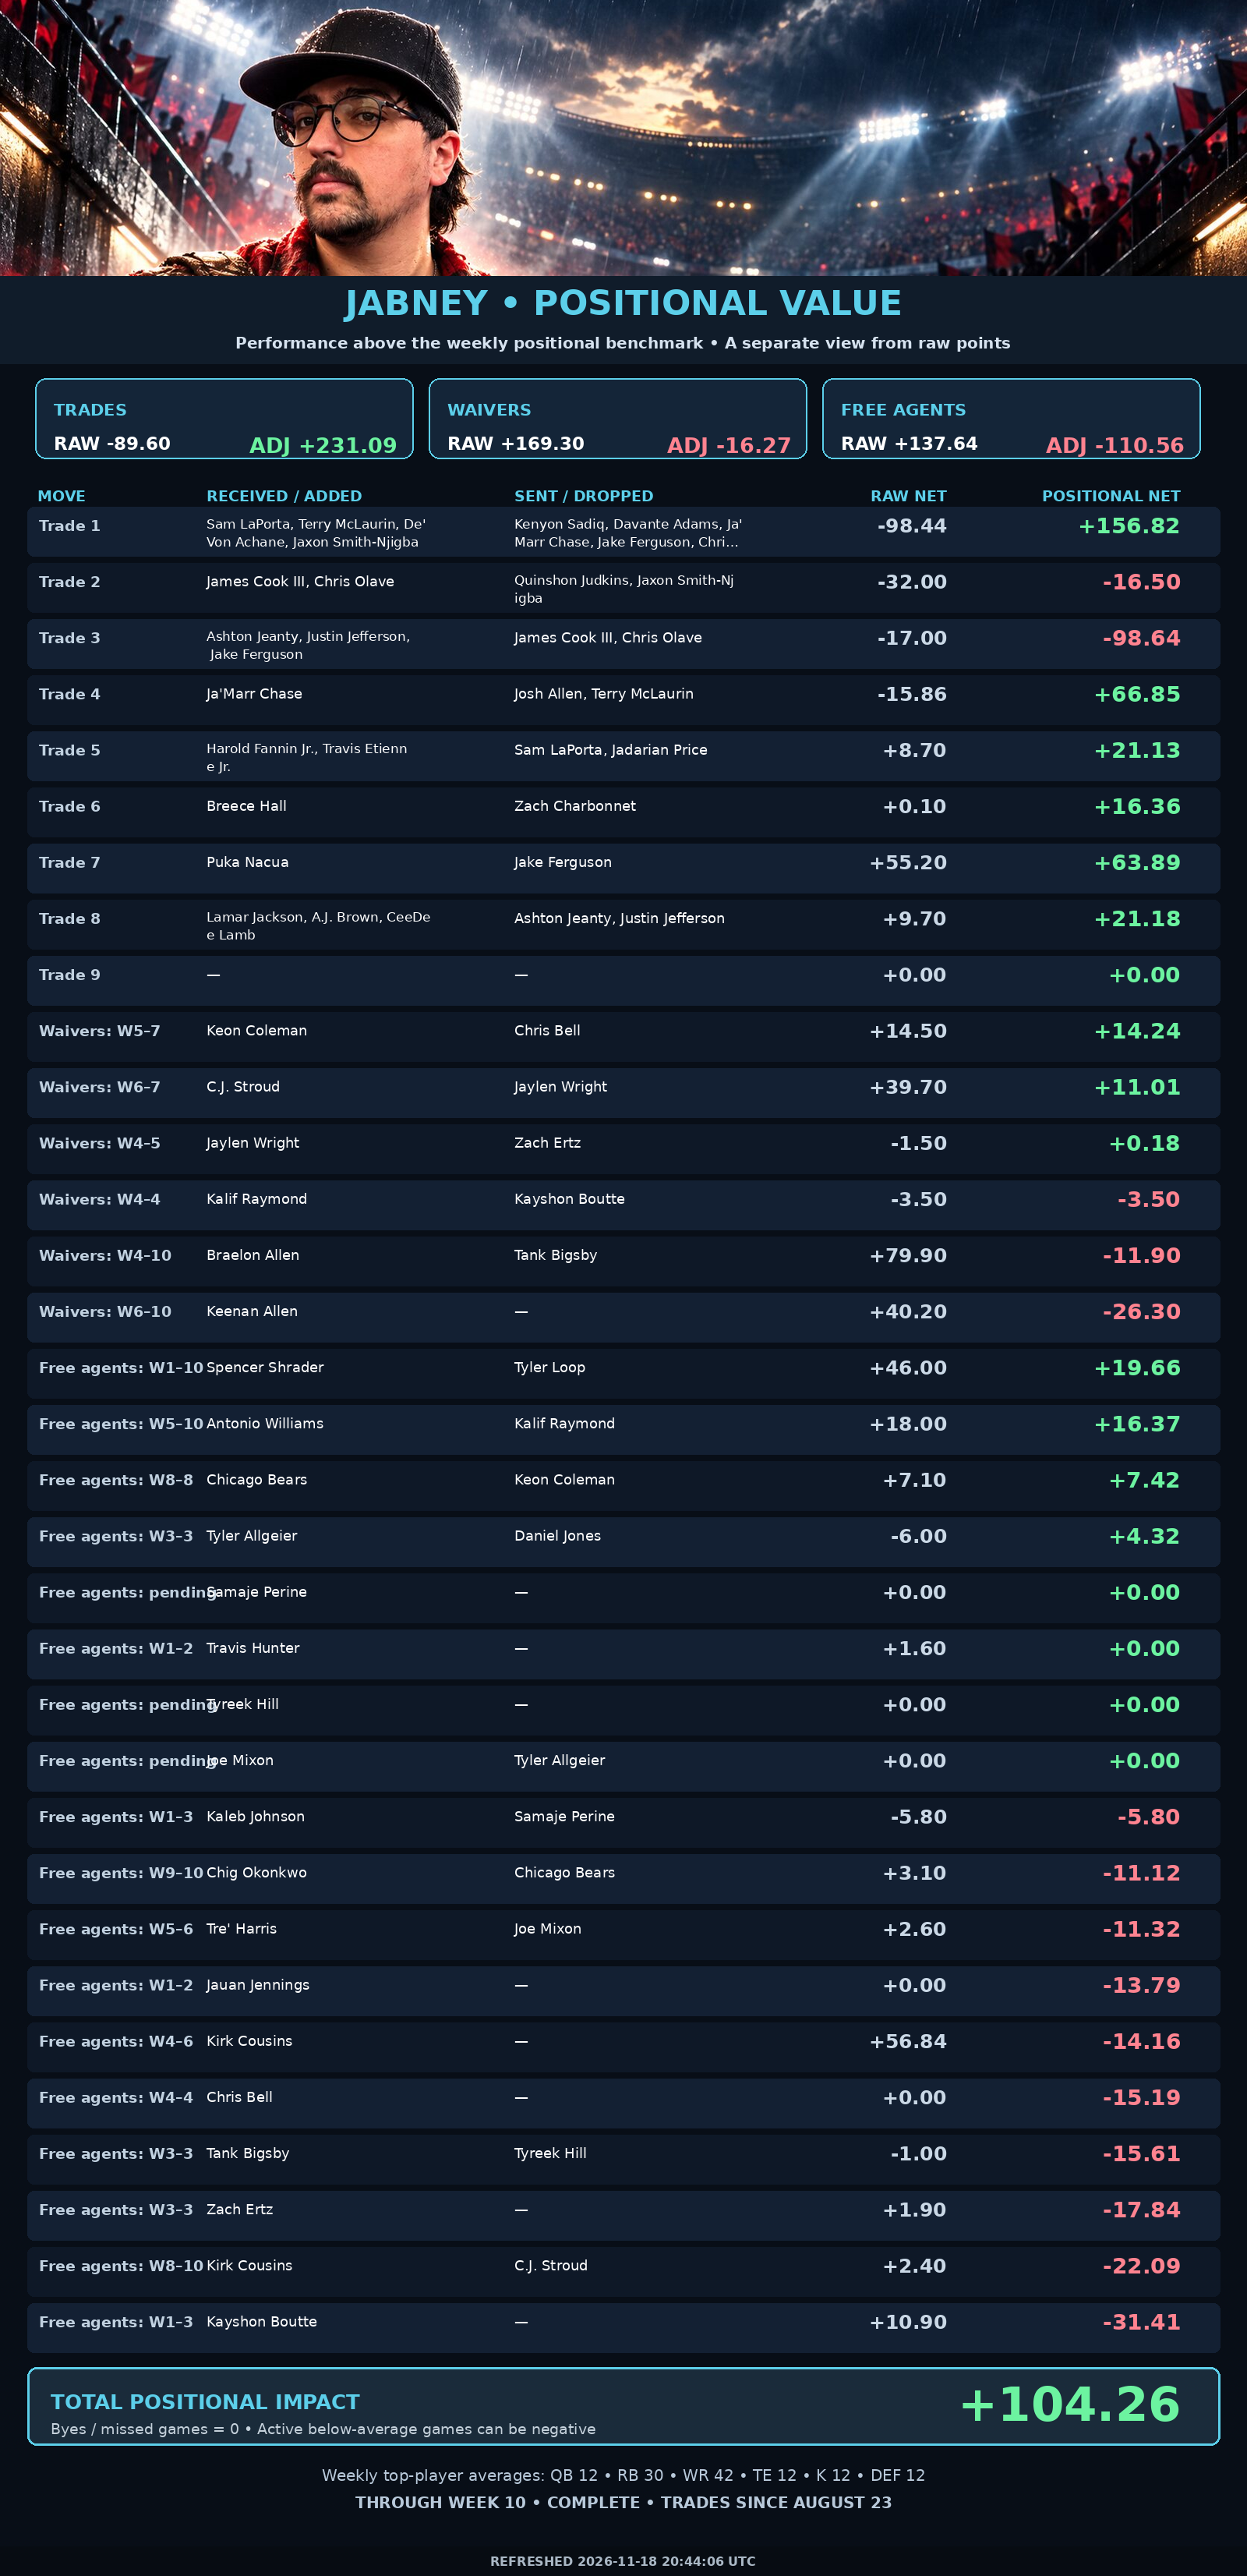 JABNEY • POSITIONAL VALUE
Performance above the weekly positional benchmark • A separate view from raw points
TRADES
RAW -89.60 ADJ +231.09
WAIVERS
RAW +169.30 ADJ -16.27
FREE AGENTS
RAW +137.64 ADJ -110.56
MOVE RECEIVED / ADDED SENT / DROPPED RAW NET POSITIONAL NET
Trade 1 Sam LaPorta, Terry McLaurin, De' Kenyon Sadiq, Davante Adams, Ja' -98.44 +156.82
Von Achane, Jaxon Smith-Njigba Marr Chase, Jake Ferguson, Chri…
Trade 2 James Cook III, Chris Olave Quinshon Judkins, Jaxon Smith-Nj -32.00 -16.50
igba
Trade 3 Ashton Jeanty, Justin Jefferson, James Cook III, Chris Olave -17.00 -98.64
Jake Ferguson
Trade 4 Ja'Marr Chase Josh Allen, Terry McLaurin -15.86 +66.85
Trade 5 Harold Fannin Jr., Travis Etienn Sam LaPorta, Jadarian Price +8.70 +21.13
e Jr.
Trade 6 Breece Hall Zach Charbonnet +0.10 +16.36
Trade 7 Puka Nacua Jake Ferguson +55.20 +63.89
Trade 8 Lamar Jackson, A.J. Brown, CeeDe Ashton Jeanty, Justin Jefferson +9.70 +21.18
e Lamb
Trade 9 — — +0.00 +0.00
Waivers: W5–7 Keon Coleman Chris Bell +14.50 +14.24
Waivers: W6–7 C.J. Stroud Jaylen Wright +39.70 +11.01
Waivers: W4–5 Jaylen Wright Zach Ertz -1.50 +0.18
Waivers: W4–4 Kalif Raymond Kayshon Boutte -3.50 -3.50
Waivers: W4–10 Braelon Allen Tank Bigsby +79.90 -11.90
Waivers: W6–10 Keenan Allen — +40.20 -26.30
Free agents: W1–10 Spencer Shrader Tyler Loop +46.00 +19.66
Free agents: W5–10 Antonio Williams Kalif Raymond +18.00 +16.37
Free agents: W8–8 Chicago Bears Keon Coleman +7.10 +7.42
Free agents: W3–3 Tyler Allgeier Daniel Jones -6.00 +4.32
Free agents: pending Samaje Perine — +0.00 +0.00
Free agents: W1–2 Travis Hunter — +1.60 +0.00
Free agents: pending Tyreek Hill — +0.00 +0.00
Free agents: pending Joe Mixon Tyler Allgeier +0.00 +0.00
Free agents: W1–3 Kaleb Johnson Samaje Perine -5.80 -5.80
Free agents: W9–10 Chig Okonkwo Chicago Bears +3.10 -11.12
Free agents: W5–6 Tre' Harris Joe Mixon +2.60 -11.32
Free agents: W1–2 Jauan Jennings — +0.00 -13.79
Free agents: W4–6 Kirk Cousins — +56.84 -14.16
Free agents: W4–4 Chris Bell — +0.00 -15.19
Free agents: W3–3 Tank Bigsby Tyreek Hill -1.00 -15.61
Free agents: W3–3 Zach Ertz — +1.90 -17.84
Free agents: W8–10 Kirk Cousins C.J. Stroud +2.40 -22.09
Free agents: W1–3 Kayshon Boutte — +10.90 -31.41
TOTAL POSITIONAL IMPACT +104.26
Byes / missed games = 0 • Active below-average games can be negative
Weekly top-player averages: QB 12 • RB 30 • WR 42 • TE 12 • K 12 • DEF 12
THROUGH WEEK 10 • COMPLETE • TRADES SINCE AUGUST 23
REFRESHED 2026-11-18 20:44:06 UTC